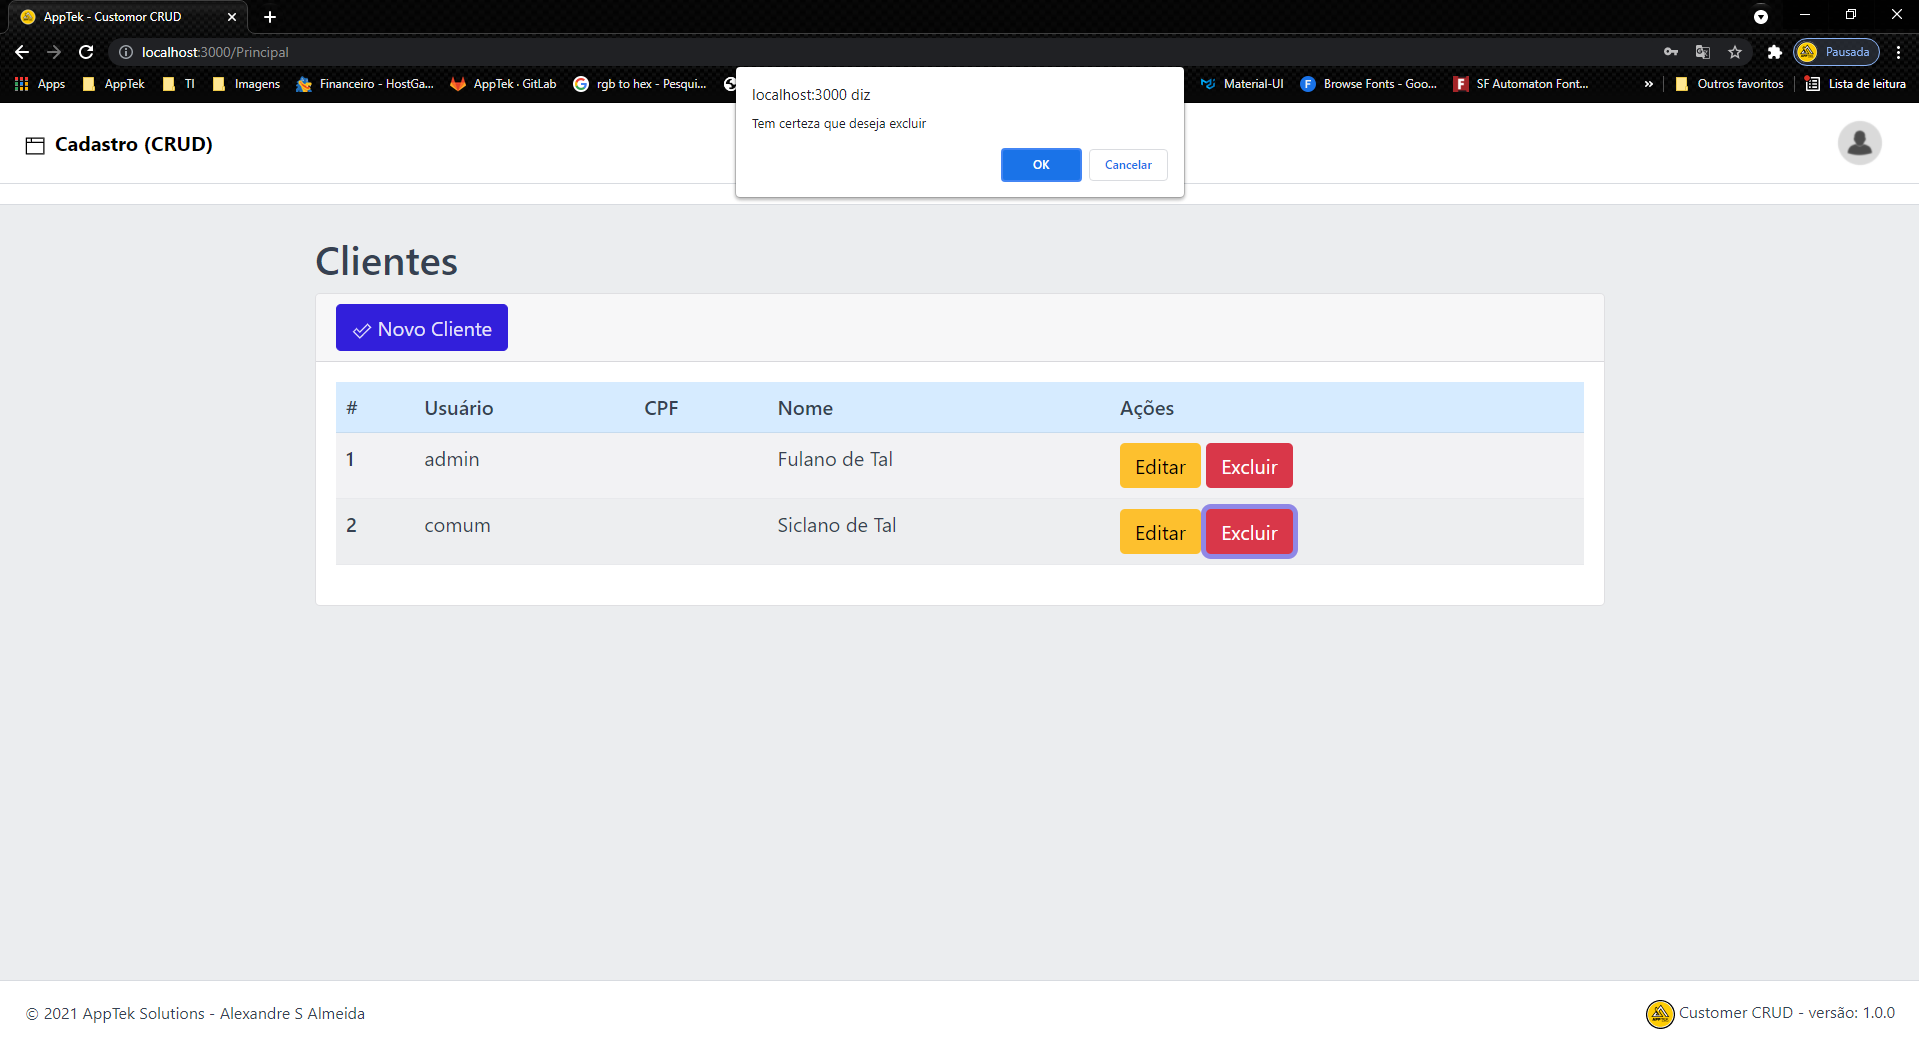 AppTek - Customor CRUD
localhost:3000/Principal
Pausada
Apps
AppTek
TI
Imagens
Financeiro - HostGa...
AppTek · GitLab
rgb to hex - Pesqui...
Material-UI
Browse Fonts - Goo...
SF Automaton Font...
»
Outros favoritos
Lista de leitura
localhost:3000 diz
Tem certeza que deseja excluir
OK
Cancelar
Cadastro (CRUD)
Clientes
Novo Cliente
# Usuário CPF Nome Ações
1 admin Fulano de Tal Editar Excluir
2 comum Siclano de Tal Editar Excluir
© 2021 AppTek Solutions - Alexandre S Almeida
Customer CRUD - versão: 1.0.0